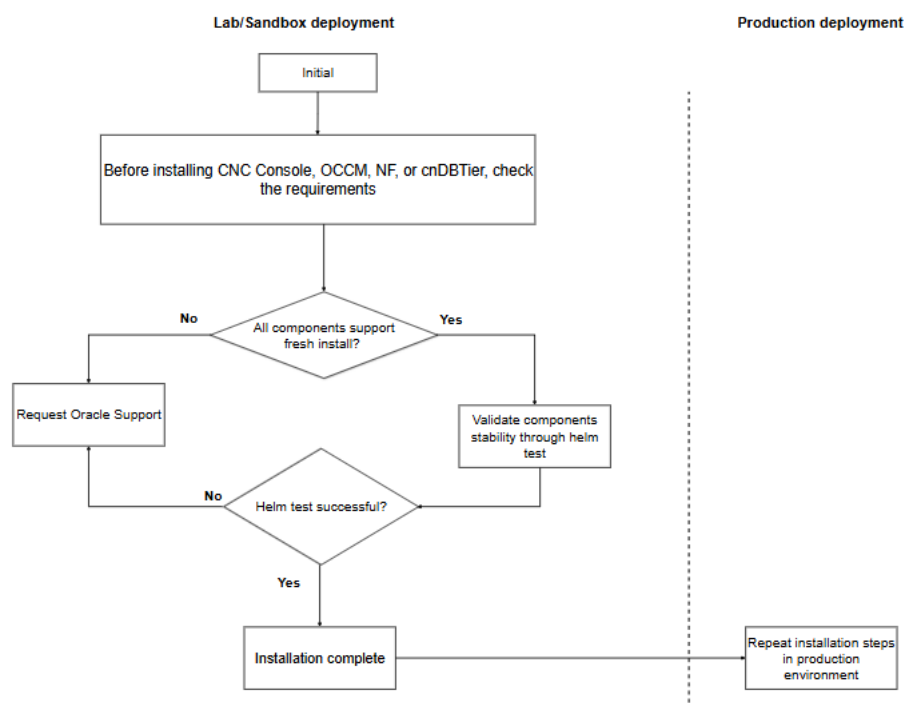 Lab/Sandbox deployment
Production deployment
Initial
Before installing CNC Console, OCCM, NF, or cnDBTier, check
the requirements
No
All components support
fresh install?
Yes
Request Oracle Support
Validate components
stability through helm
test
No
Helm test successful?
Yes
Installation complete
Repeat installation steps
in production
environment